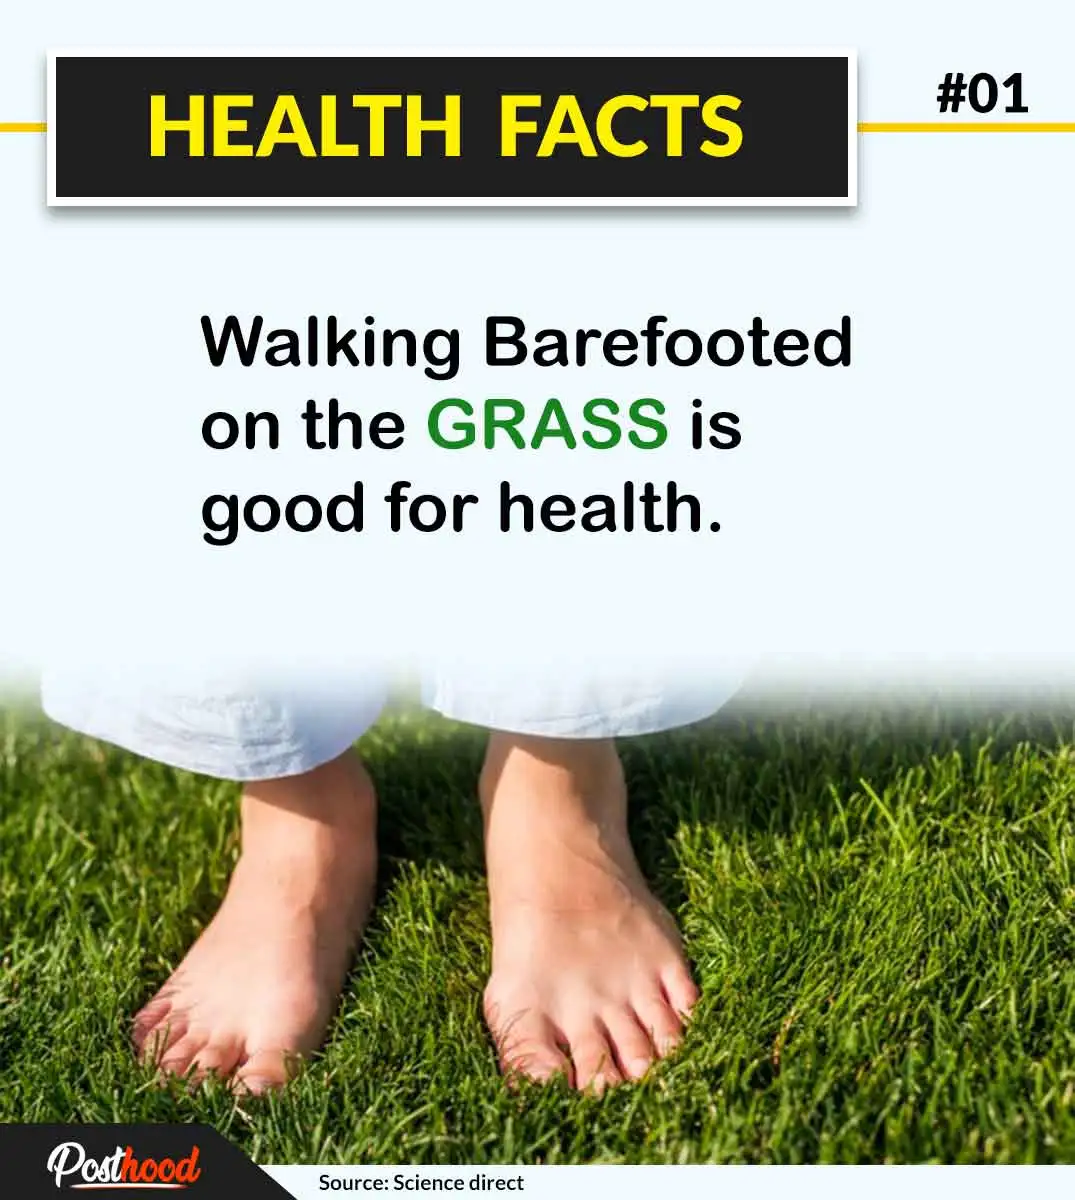 HEALTH FACTS
#01
Walking Barefooted
on the GRASS is
good for health.
Posthood
Source: Science direct